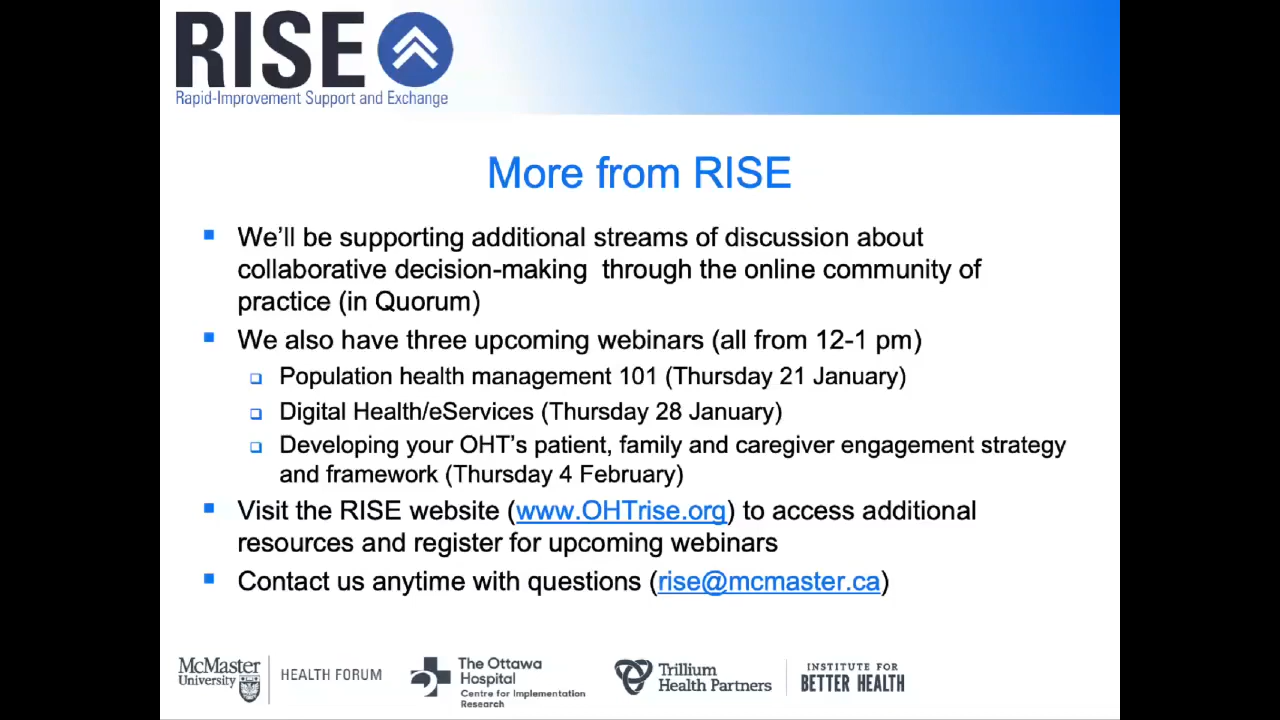 RISE
Rapid-Improvement Support and Exchange
More from RISE
We'll be supporting additional streams of discussion about
collaborative decision-making through the online community of
practice (in Quorum)
We also have three upcoming webinars (all from 12-1 pm)
Population health management 101 (Thursday 21 January)
Digital Health/eServices (Thursday 28 January)
Developing your OHT's patient, family and caregiver engagement strategy
and framework (Thursday 4 February)
Visit the RISE website (www.OHTrise.org) to access additional
resources and register for upcoming webinars
Contact us anytime with questions (rise@mcmaster.ca)
McMaster
University
HEALTH FORUM
The Ottawa
Hospital
Centre for Implementation
Research
Trillium
Health Partners
INSTITUTE FOR
BETTER HEALTH